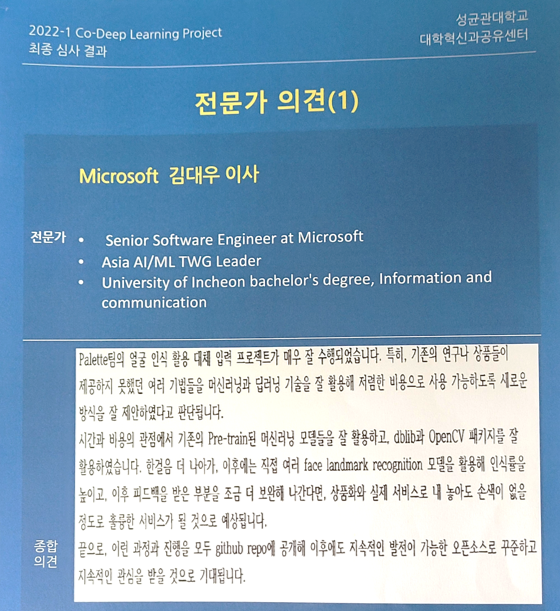 2022-1 Co-Deep Learning Project
최종 심사 결과
성균관대학교
대학혁신과공유센터
전문가 의견(1)
Microsoft 김대우 이사
전문가
• Senior Software Engineer at Microsoft
• Asia AI/ML TWG Leader
• University of Incheon bachelor's degree, Information and
communication
종합
의견
Palette팀의 얼굴 인식 활용 대체 입력 프로젝트가 매우 잘 수행되었습니다. 특히, 기존의 연구나 상품들이
제공하지 못했던 여러 기법들을 머신러닝과 딥러닝 기술을 잘 활용해 저렴한 비용으로 사용 가능하도록 새로운
방식을 잘 제안하였다고 판단됩니다.
시간과 비용의 관점에서 기존의 Pre-train된 머신러닝 모델들을 잘 활용하고, dblib과 OpenCV 패키지를 잘
활용하였습니다. 한걸음 더 나아가, 이후에는 직접 여러 face landmark recognition 모델을 활용해 인식률을
높이고, 이후 피드백을 받은 부분을 조금 더 보완해 나간다면, 상품화와 실제 서비스로 내 놓아도 손색이 없을
정도로 훌륭한 서비스가 될 것으로 예상됩니다.
끝으로, 이런 과정과 진행을 모두 github repo에 공개해 이후에도 지속적인 발전이 가능한 오픈소스로 꾸준하고
지속적인 관심을 받을 것으로 기대됩니다.